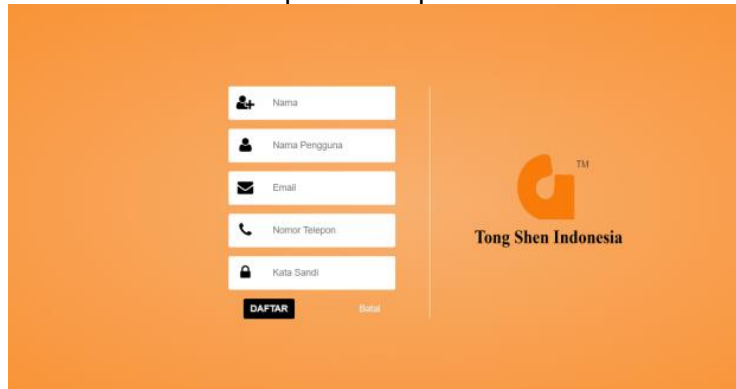 Nama
Nama Pengguna
Email
Nomor Telepon
Kata Sandi
DAFTAR
Batal
TM
Tong Shen Indonesia